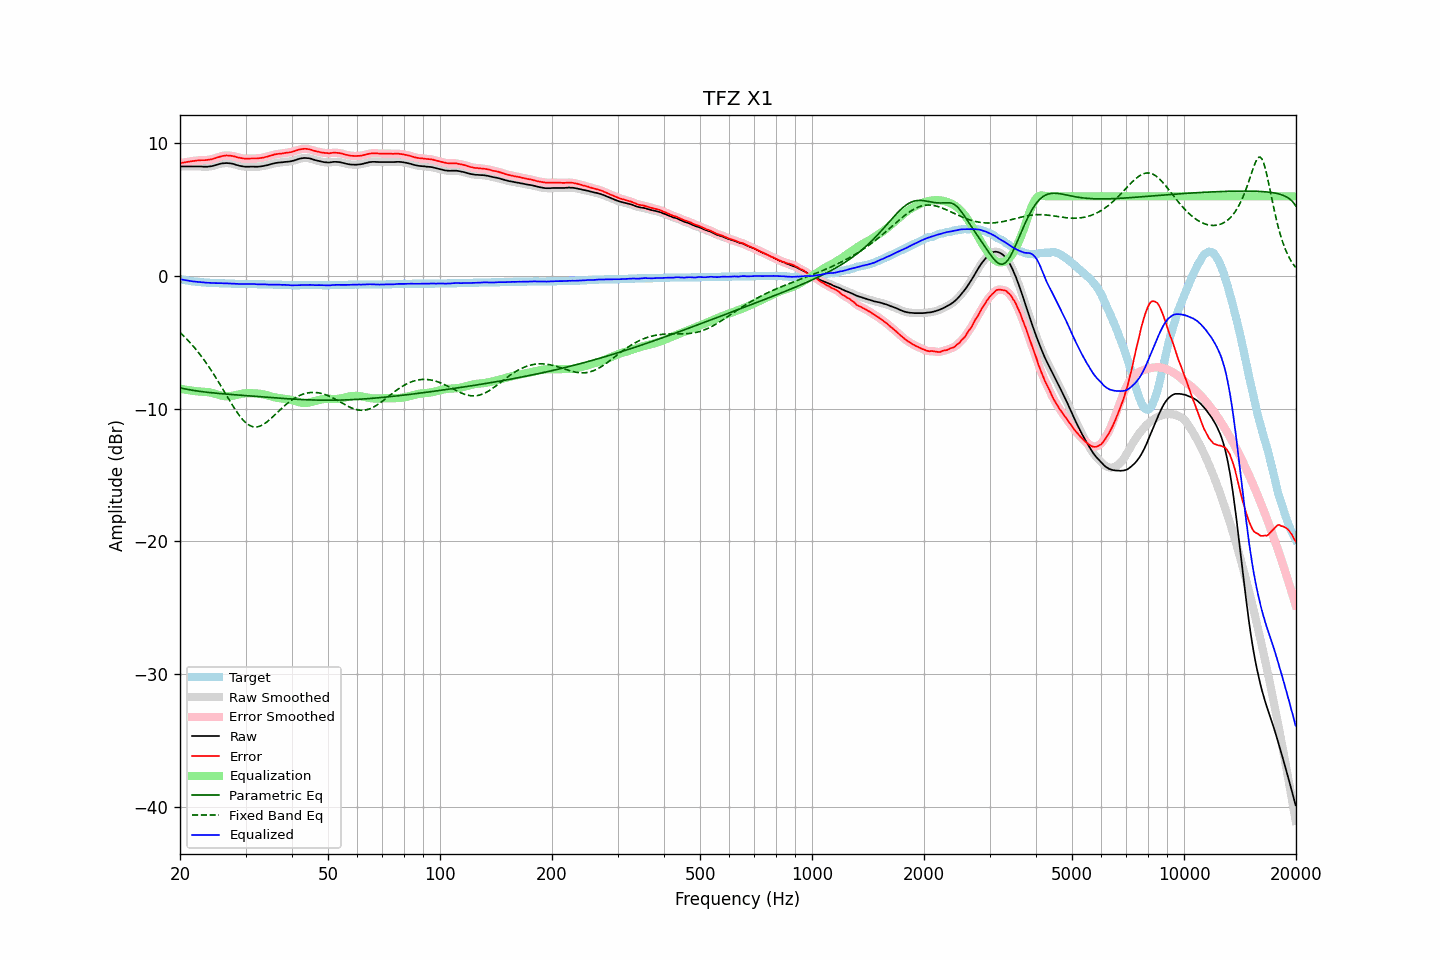 TFZ X1
Amplitude (dBr)
10
0
−10
−20
−30
−40
Target
Raw Smoothed
Error Smoothed
Raw
Error
Equalization
Parametric Eq
Fixed Band Eq
Equalized
20 50 100 200 500 1000 2000 5000 10000 20000
Frequency (Hz)